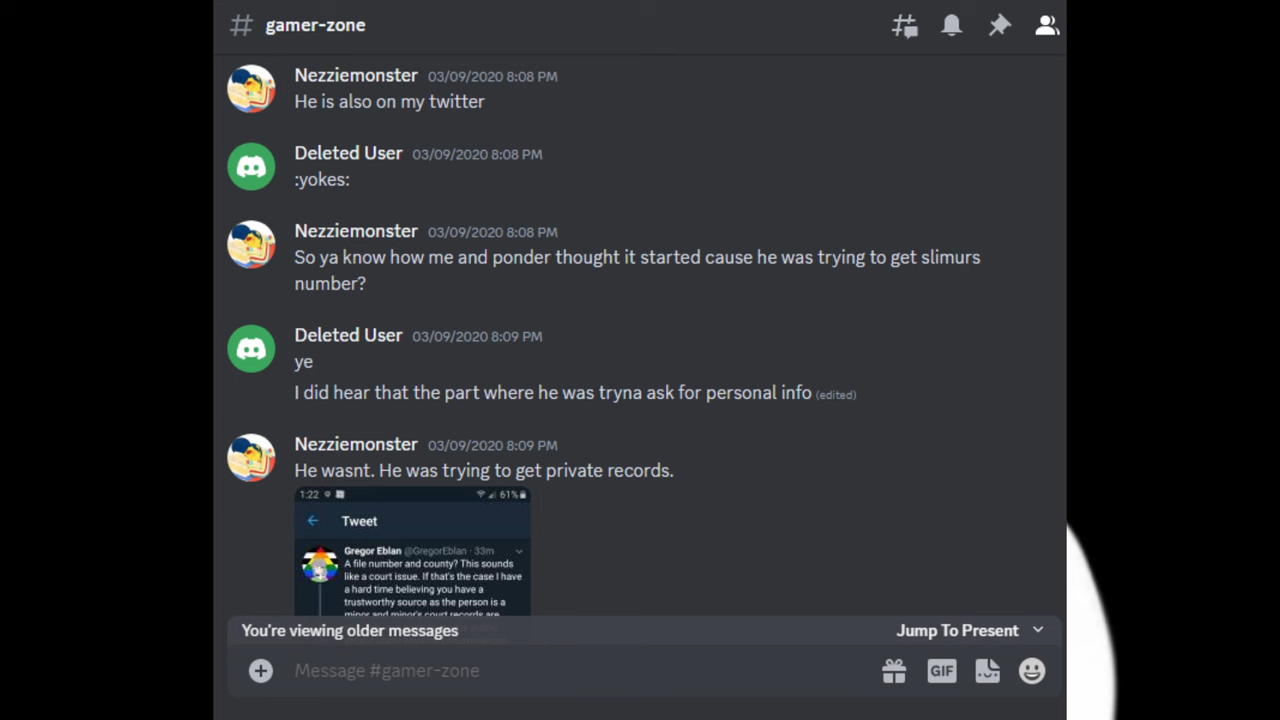 # gamer-zone
Nezziemonster 03/09/2020 8:08 PM
He is also on my twitter
Deleted User 03/09/2020 8:08 PM
:yokes:
Nezziemonster 03/09/2020 8:08 PM
So ya know how me and ponder thought it started cause he was trying to get slimurs
number?
Deleted User 03/09/2020 8:09 PM
ye
I did hear that the part where he was tryna ask for personal info (edited)
Nezziemonster 03/09/2020 8:09 PM
He wasnt. He was trying to get private records.
1:22 61%
Tweet
Gregor Eblan @GregorEblan · 33m
A file number and county? This sounds
like a court issue. If that's the case I have
a hard time believing you have a
trustworthy source as the person is a
minor and minor's court records are
You're viewing older messages Jump To Present
Message #gamer-zone GIF